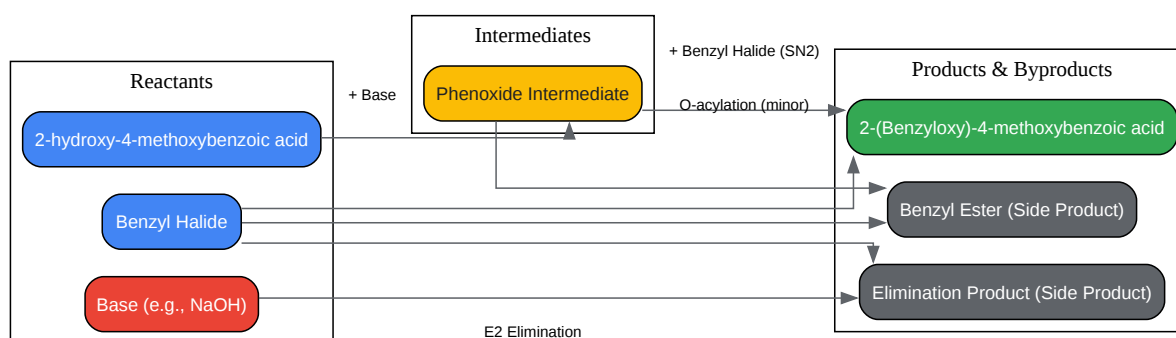 Reactants
2-hydroxy-4-methoxybenzoic acid
Benzyl Halide
Base (e.g., NaOH)
+ Base
Intermediates
Phenoxide Intermediate
+ Benzyl Halide (SN2)
O-acylation (minor)
E2 Elimination
Products & Byproducts
2-(Benzyloxy)-4-methoxybenzoic acid
Benzyl Ester (Side Product)
Elimination Product (Side Product)